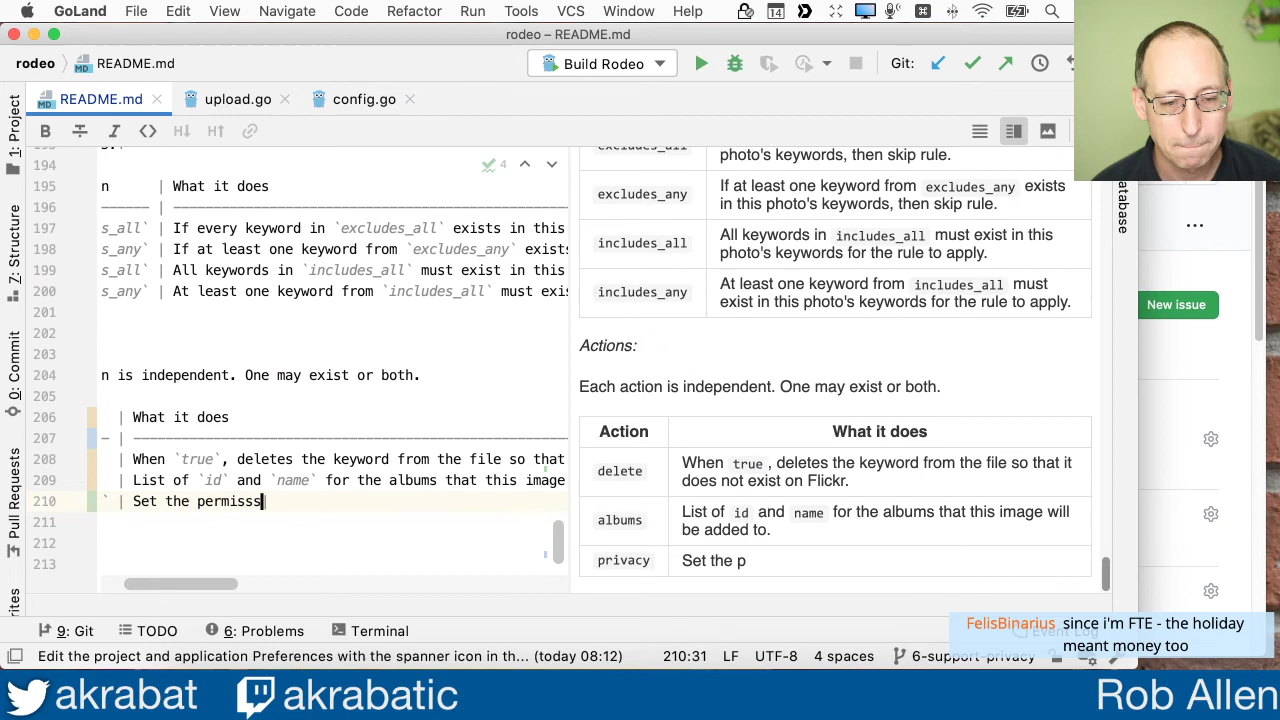 GoLand File Edit View Navigate Code Refactor Run Tools VCS Window Help 14
rodeo – README.md
rodeo README.md Build Rodeo Git:
README.md upload.go config.go
194
195 n | What it does
196 ------ | ------
197 s_all` | If every keyword in `excludes_all` exists in this
198 s_any` | If at least one keyword from `excludes_any` exists
199 s_all` | All keywords in `includes_all` must exist in this
200 s_any` | At least one keyword from `includes_all` must exis
201
202
203
204 n is independent. One may exist or both.
205
206 | What it does
207 - | ------
208 | When `true`, deletes the keyword from the file so that
209 | List of `id` and `name` for the albums that this image
210 ` | Set the permisss
211
212
213
4
photo's keywords, then skip rule.
excludes_any If at least one keyword from excludes_any exists
in this photo's keywords, then skip rule.
includes_all All keywords in includes_all must exist in this
photo's keywords for the rule to apply.
includes_any At least one keyword from includes_all must
exist in this photo's keywords for the rule to apply.
Actions:
Each action is independent. One may exist or both.
Action What it does
delete When true, deletes the keyword from the file so that it
does not exist on Flickr.
albums List of id and name for the albums that this image will
be added to.
privacy Set the p
1: Project
7: Structure
0: Commit
Pull Requests
rites
atabase
New issue
9: Git TODO 6: Problems Terminal Event Log
FelisBinarius since i'm FTE - the holiday
meant money too
Edit the project and application Preferences with the spanner icon in th... (today 08:12) 210:31 LF UTF-8 4 spaces 6-support-privacy
akrabat akrabatic Rob Allen